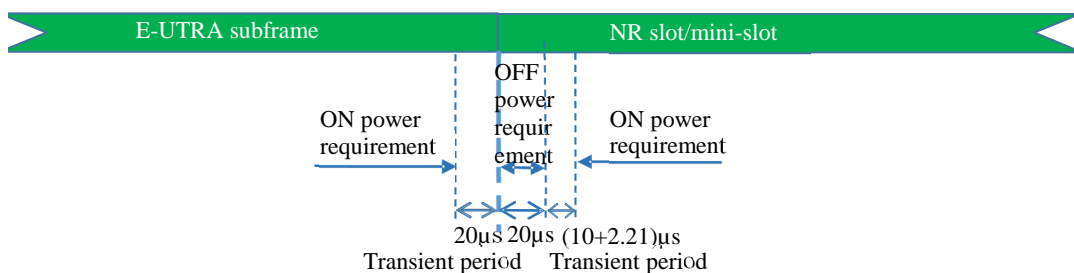 E-UTRA subframe
NR slot/mini-slot
OFF
power
requir
ement
ON power
requirement
ON power
requirement
20µs
20µs
(10+2.21)µs
Transient period
Transient period